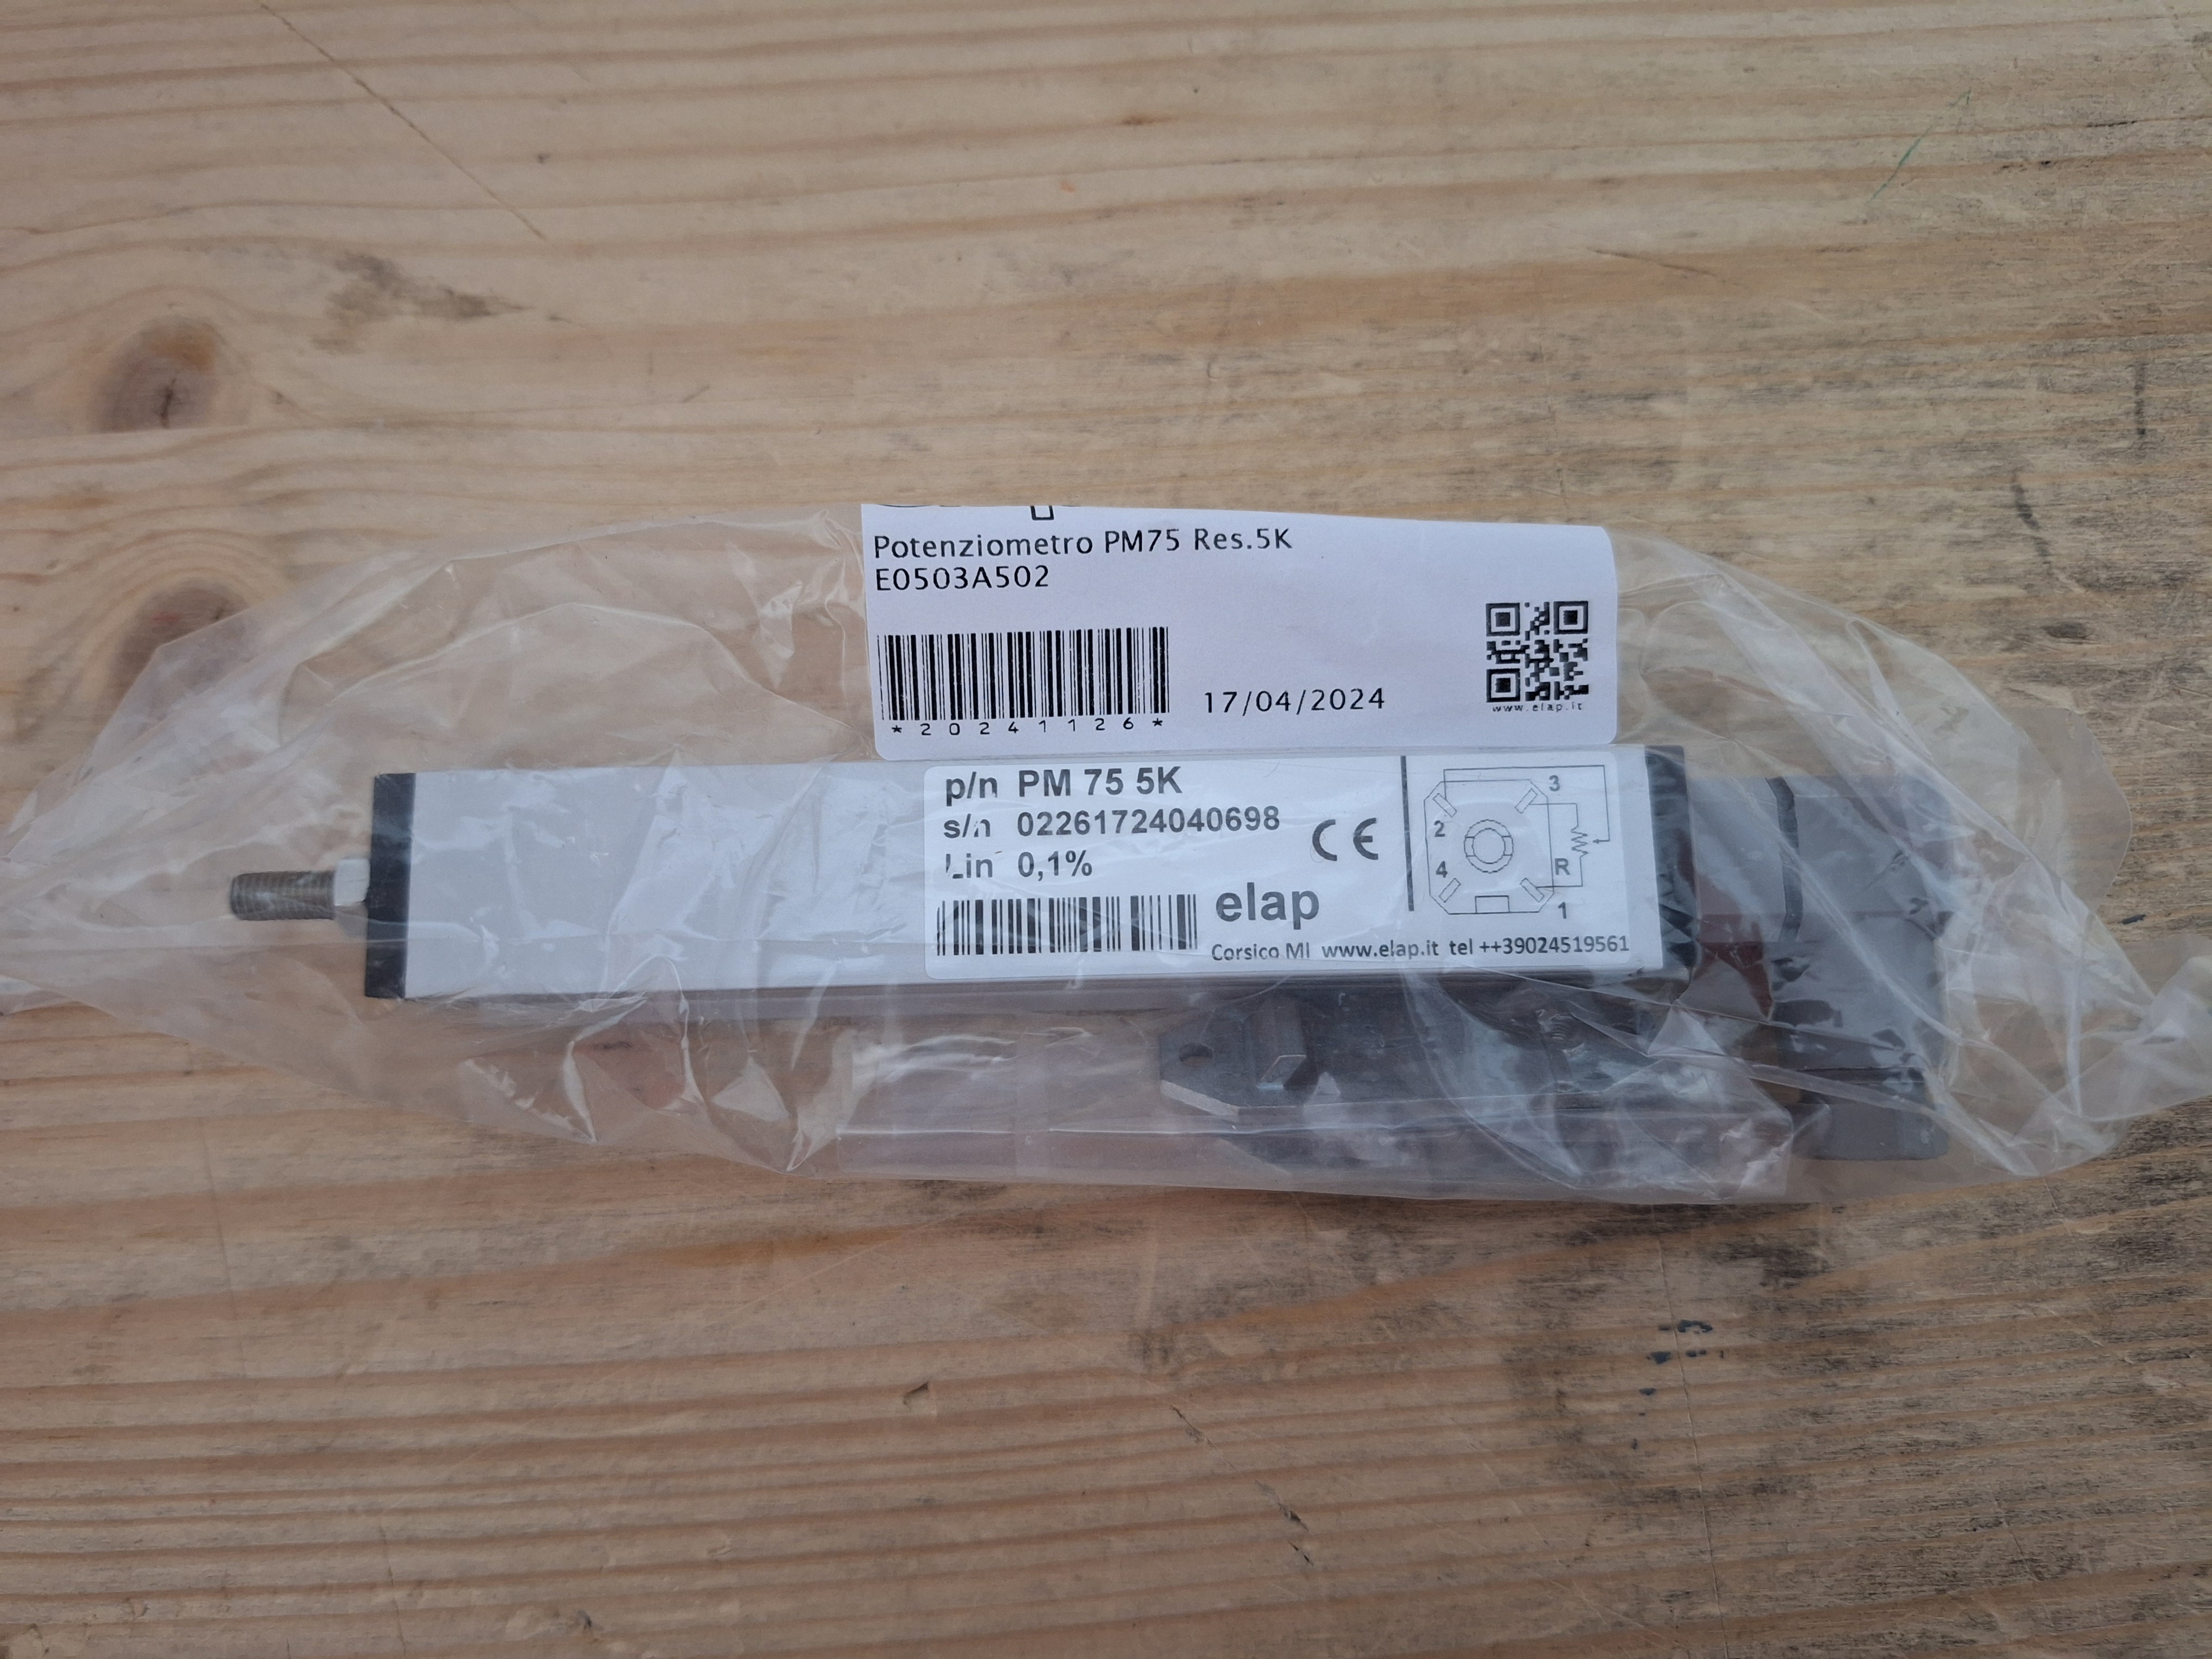 Potenziometro PM75 Res.5K
E0503A502
*20241126*
17/04/2024
www.elap.it
p/n PM 75 5K
s/n 02261724040698
Lin 0,1%
CE
elap
Corsico MI www.elap.it tel ++39024519561
3
2
4
R
1